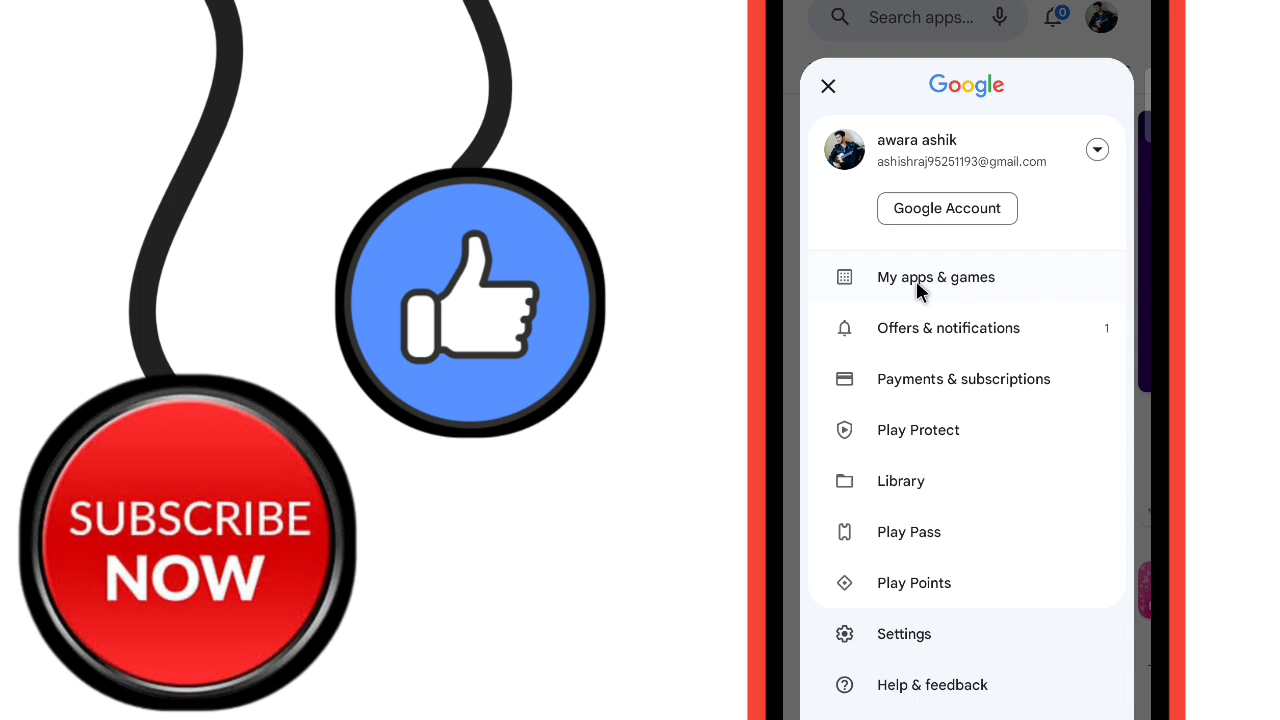 SUBSCRIBE
NOW
Search apps...
0
Google
awara ashik
ashishraj95251193@gmail.com
Google Account
My apps & games
Offers & notifications 1
Payments & subscriptions
Play Protect
Library
Play Pass
Play Points
Settings
Help & feedback